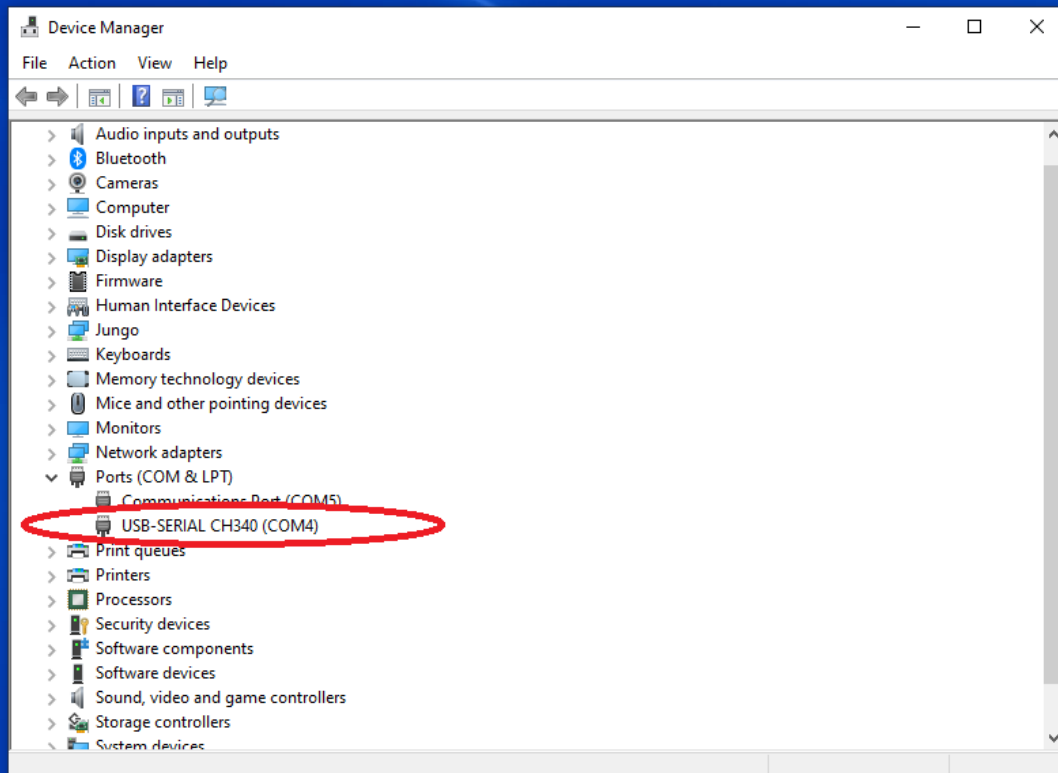 Device Manager
File Action View Help
Audio inputs and outputs
Bluetooth
Cameras
Computer
Disk drives
Display adapters
Firmware
Human Interface Devices
Jungo
Keyboards
Memory technology devices
Mice and other pointing devices
Monitors
Network adapters
Ports (COM & LPT)
Communications Port (COM5)
USB-SERIAL CH340 (COM4)
Print queues
Printers
Processors
Security devices
Software components
Software devices
Sound, video and game controllers
Storage controllers
System devices